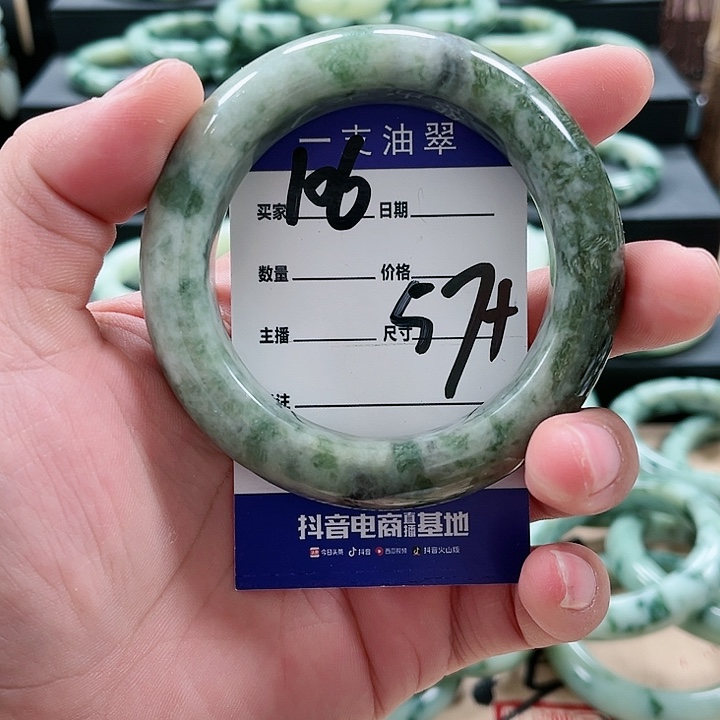 一支油翠
106
买家 日期
数量 价格
57+
主播 尺寸
注
抖音电商直播基地
今日头条 抖音 西瓜视频 抖音火山版